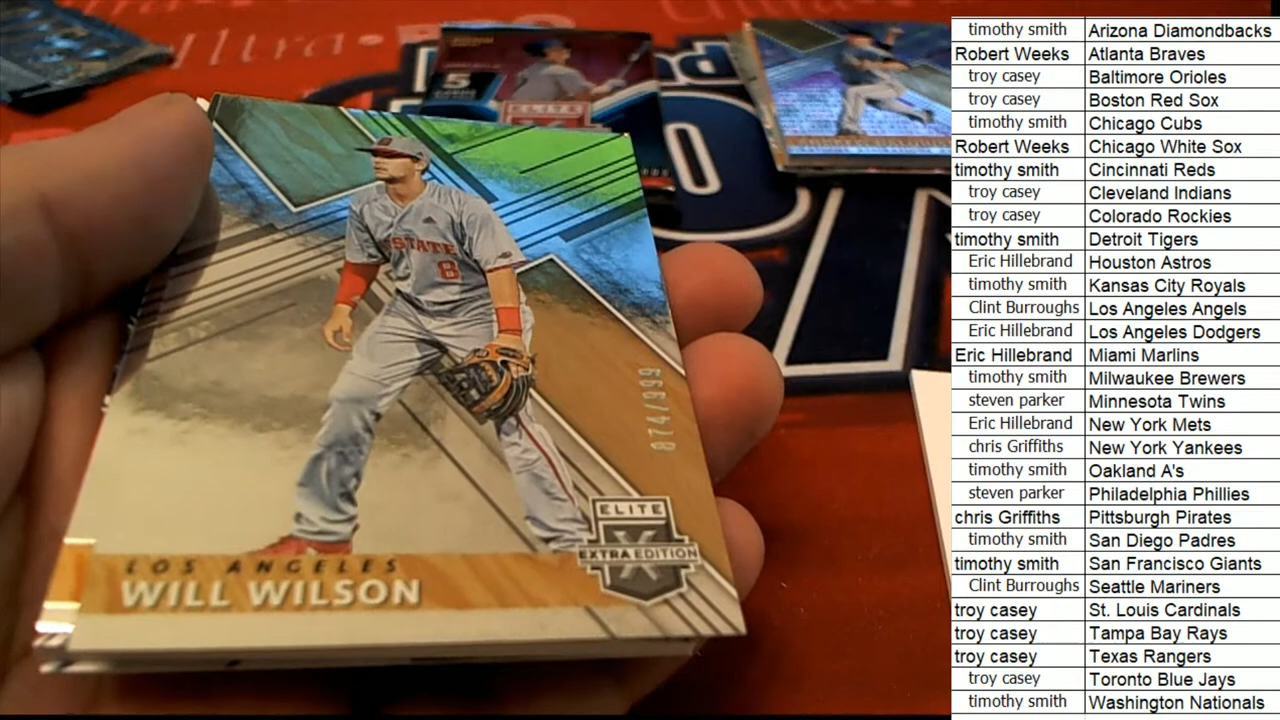 5
ELITE
0
STATE
8
874/999
ELITE
EXTRA EDITION
X
LOS ANGELES
WILL WILSON
timothy smith Arizona Diamondbacks
Robert Weeks Atlanta Braves
troy casey Baltimore Orioles
troy casey Boston Red Sox
timothy smith Chicago Cubs
Robert Weeks Chicago White Sox
timothy smith Cincinnati Reds
troy casey Cleveland Indians
troy casey Colorado Rockies
timothy smith Detroit Tigers
Eric Hillebrand Houston Astros
timothy smith Kansas City Royals
Clint Burroughs Los Angeles Angels
Eric Hillebrand Los Angeles Dodgers
Eric Hillebrand Miami Marlins
timothy smith Milwaukee Brewers
steven parker Minnesota Twins
Eric Hillebrand New York Mets
chris Griffiths New York Yankees
timothy smith Oakland A's
steven parker Philadelphia Phillies
chris Griffiths Pittsburgh Pirates
timothy smith San Diego Padres
timothy smith San Francisco Giants
Clint Burroughs Seattle Mariners
troy casey St. Louis Cardinals
troy casey Tampa Bay Rays
troy casey Texas Rangers
troy casey Toronto Blue Jays
timothy smith Washington Nationals